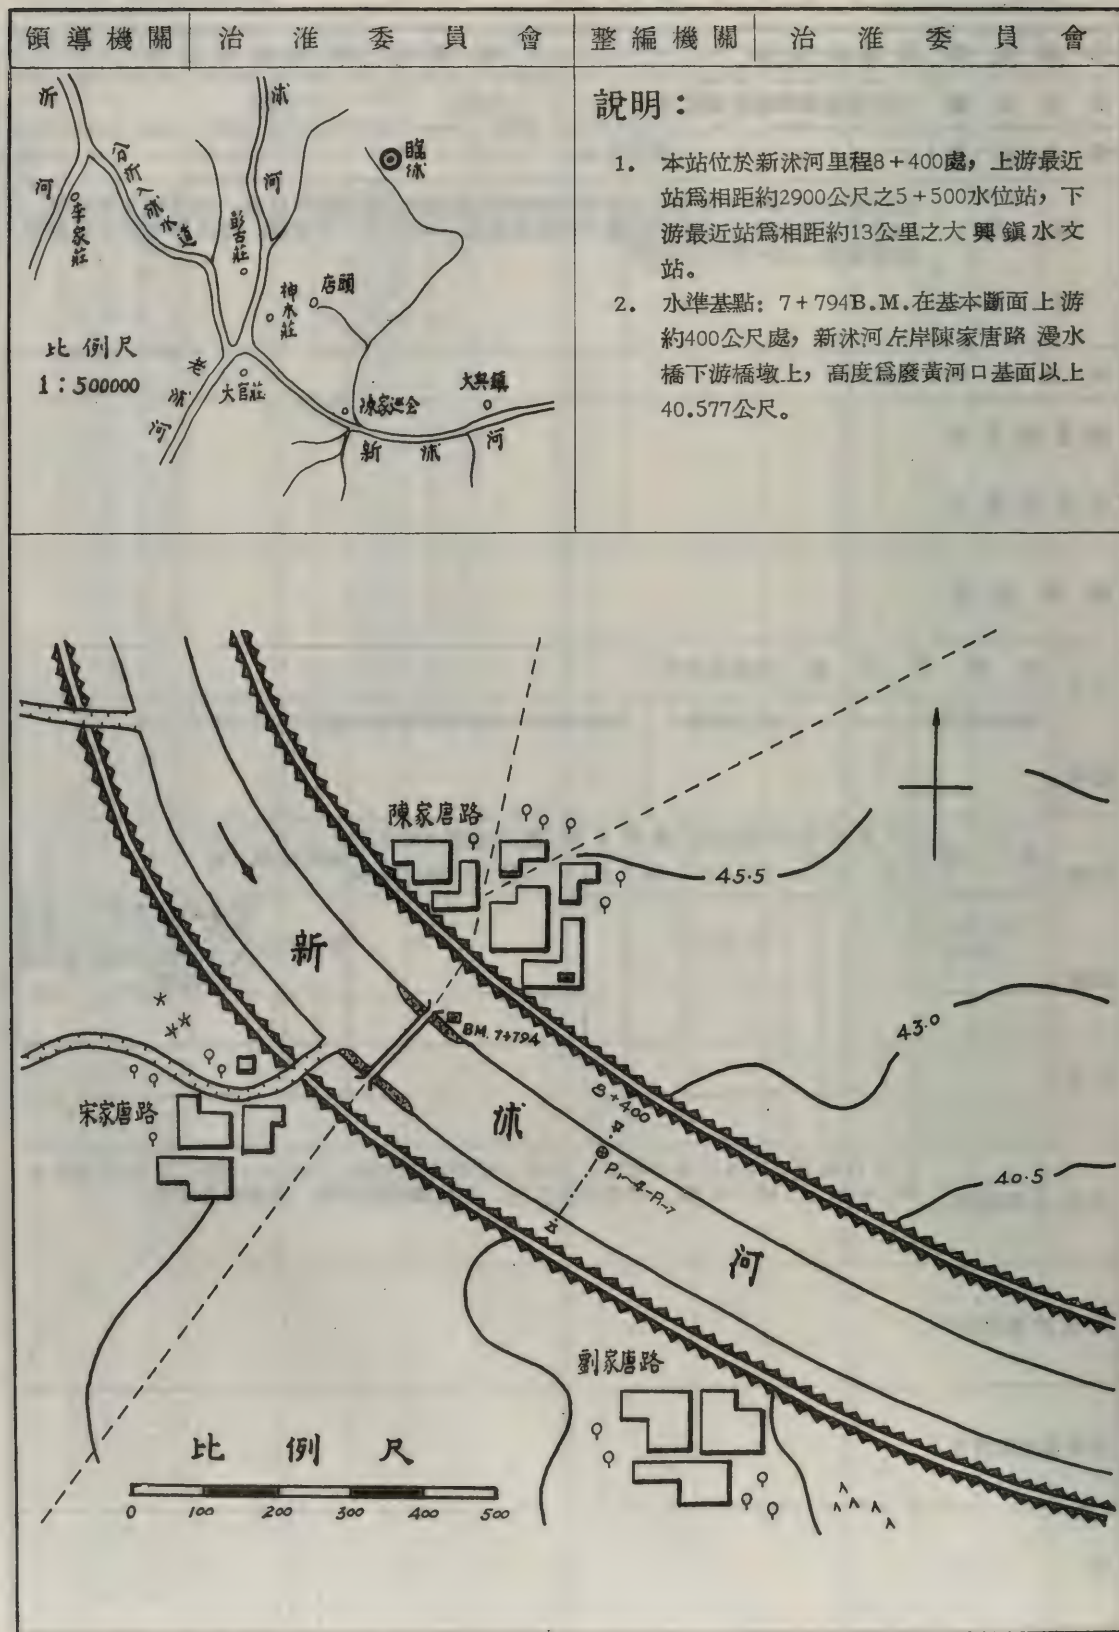 領導機關 治淮委員會 整編機關 治淮委員會
沂
河
分沂入沭水道
李家莊
沭
河
臨沭
彭古莊
神水莊
店頭
比例尺
1:500000
老沭河
大官莊
陳家巡会
大興鎮
新沭河
說明：
1. 本站位於新沭河里程8+400處，上游最近
站爲相距約2900公尺之5+500水位站，下
游最近站爲相距約13公里之大興鎮水文
站。
2. 水準基點：7+794B.M.在基本斷面上游
約400公尺處，新沭河左岸陳家唐路漫水
橋下游橋墩上，高度爲廢黃河口基面以上
40.577公尺。
陳家唐路
45.5
新
BM. 7+794
43.0
8+400
宋家唐路
沭
40.5
河
劉家唐路
比例尺
0 100 200 300 400 500